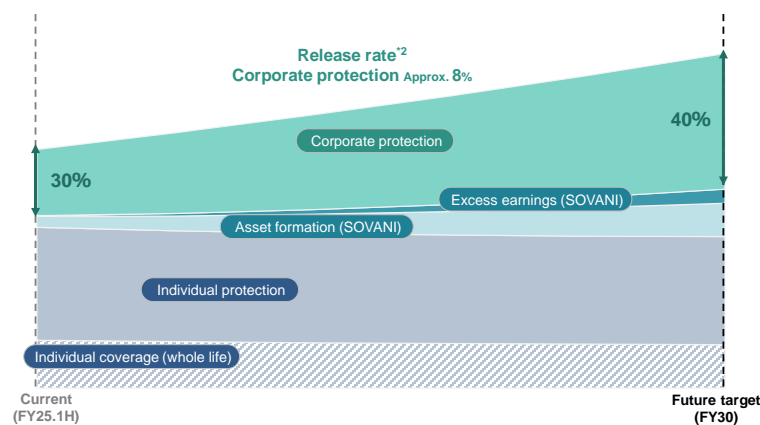 Release rate*2
Corporate protection Approx. 8%
40%
Corporate protection
30%
Excess earnings (SOVANI)
Asset formation (SOVANI)
Individual protection
Individual coverage (whole life)
Current
(FY25.1H)
Future target
(FY30)